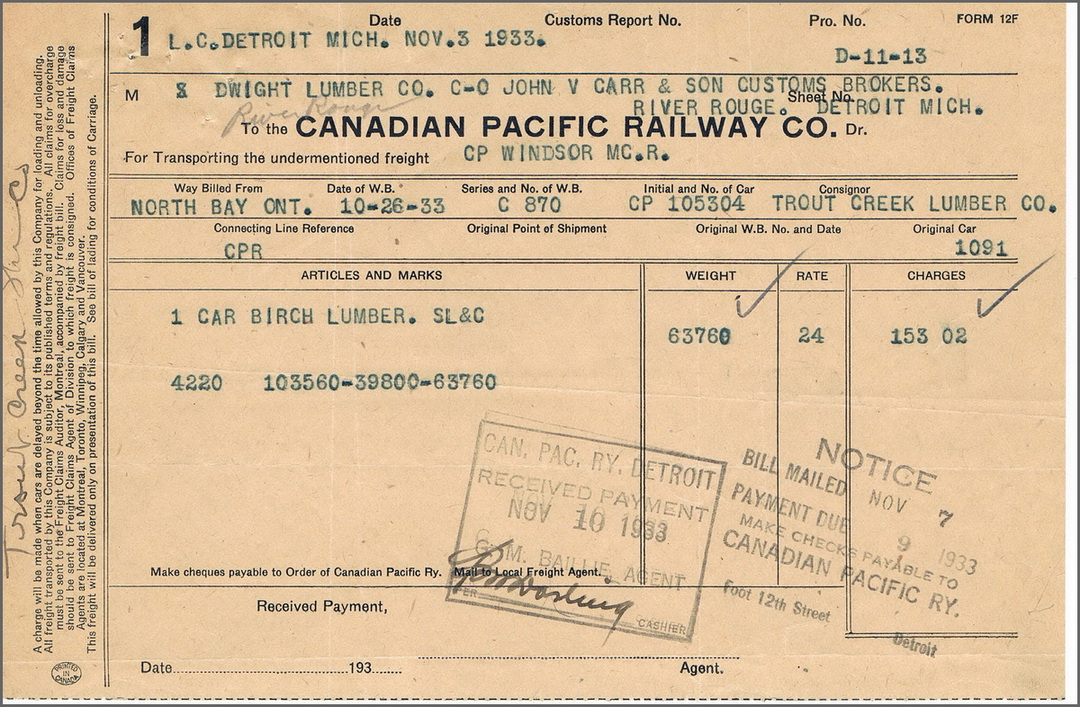 Date Customs Report No. Pro. No. FORM 12F
1 L.C.DETROIT MICH. NOV.3 1933. D-11-13
M & DWIGHT LUMBER CO. C-O JOHN V CARR & SON CUSTOMS BROKERS.
Sheet No.
River Rouge RIVER ROUGE. DETROIT MICH.
To the CANADIAN PACIFIC RAILWAY CO. Dr.
For Transporting the undermentioned freight CP WINDSOR MC.R.
Way Billed From Date of W.B. Series and No. of W.B. Initial and No. of Car Consignor
NORTH BAY ONT. 10-26-33 C 870 CP 105304 TROUT CREEK LUMBER CO.
Connecting Line Reference Original Point of Shipment Original W.B. No. and Date Original Car
CPR 1091
ARTICLES AND MARKS WEIGHT RATE CHARGES
1 CAR BIRCH LUMBER. SL&C
63760 24 153 02
4220 103560-39800-63760
CAN. PAC. RY. DETROIT
RECEIVED PAYMENT
NOV 10 1933
G. M. BAILLIE, AGENT
PER
CASHIER
NOTICE
BILL MAILED NOV 7
PAYMENT DUE 9 1933
MAKE CHECKS PAYABLE TO
CANADIAN PACIFIC RY.
Foot 12th Street
Detroit
Make cheques payable to Order of Canadian Pacific Ry. Mail to Local Freight Agent.
Received Payment,
Date 193 Agent.
Trout Creek
A charge will be made when cars are delayed beyond the time allowed by this Company for loading and unloading.
All freight transported by this Company is subject to its published terms and regulations. All claims for overcharge
must be sent to the Freight Claims Auditor, Montreal, accompanied by freight bill. Claims for loss and damage
should be sent to Freight Claims Agent of Division to which freight is consigned. Offices of Freight Claims
Agents are located at Montreal, Toronto, Winnipeg, Calgary and Vancouver.
This freight will be delivered only on presentation of this bill. See bill of lading for conditions of Carriage.
PRINTED IN CANADA